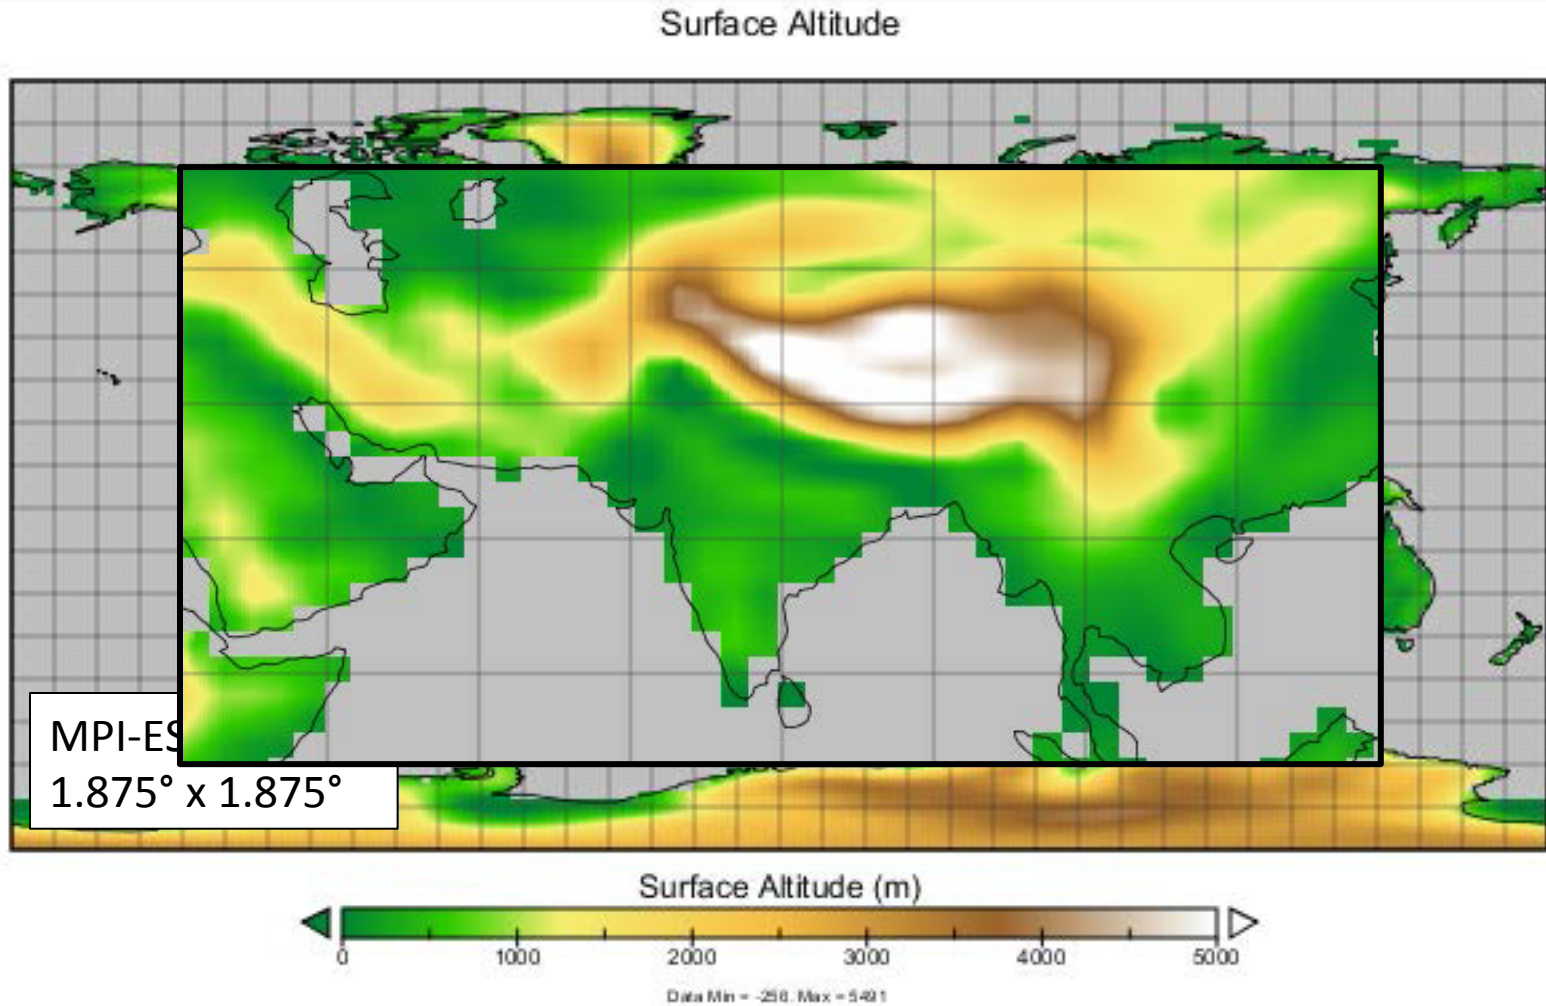 Surface Altitude
MPI-ES
1.875° x 1.875°
Surface Altitude (m)
0 1000 2000 3000 4000 5000
Data Min = -256, Max = 5491